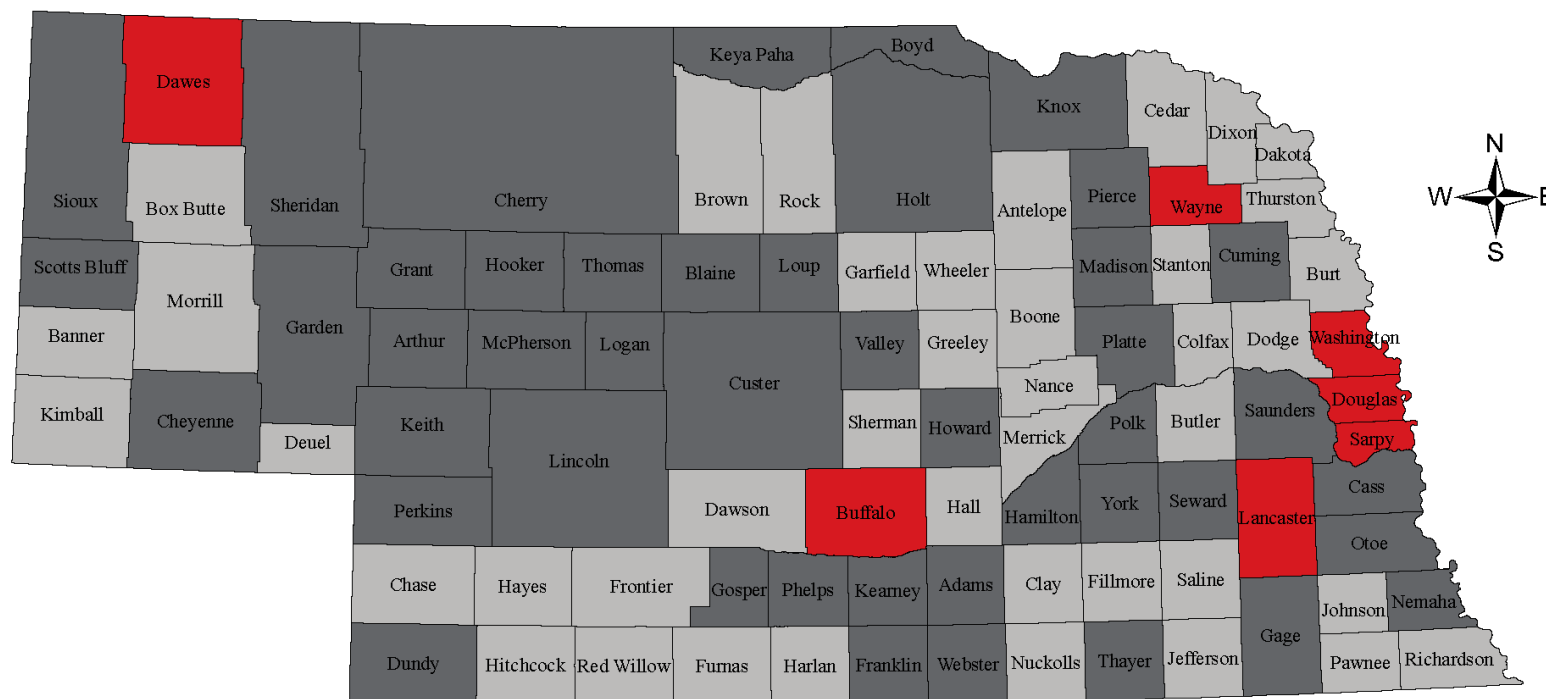 Boyd
Keya Paha
Dawes
Knox
Cedar
Dixon
N
Dakota
Sioux
Box Butte
Sheridan
Cherry
Brown
Rock
Holt
Antelope
Pierce
Wayne
Thurston
W
E
S
Scotts Bluff
Grant
Hooker
Thomas
Blaine
Loup
Garfield
Wheeler
Madison
Stanton
Cuming
Burt
Morrill
Banner
Garden
Arthur
McPherson
Logan
Custer
Valley
Greeley
Boone
Platte
Colfax
Dodge
Washington
Kimball
Cheyenne
Deuel
Keith
Lincoln
Sherman
Howard
Nance
Merrick
Polk
Butler
Saunders
Douglas
Sarpy
Perkins
Dawson
Buffalo
Hall
Hamilton
York
Seward
Lancaster
Cass
Otoe
Chase
Hayes
Frontier
Gosper
Phelps
Kearney
Adams
Clay
Fillmore
Saline
Johnson
Nemaha
Gage
Dundy
Hitchcock
Red Willow
Furnas
Harlan
Franklin
Webster
Nuckolls
Thayer
Jefferson
Pawnee
Richardson